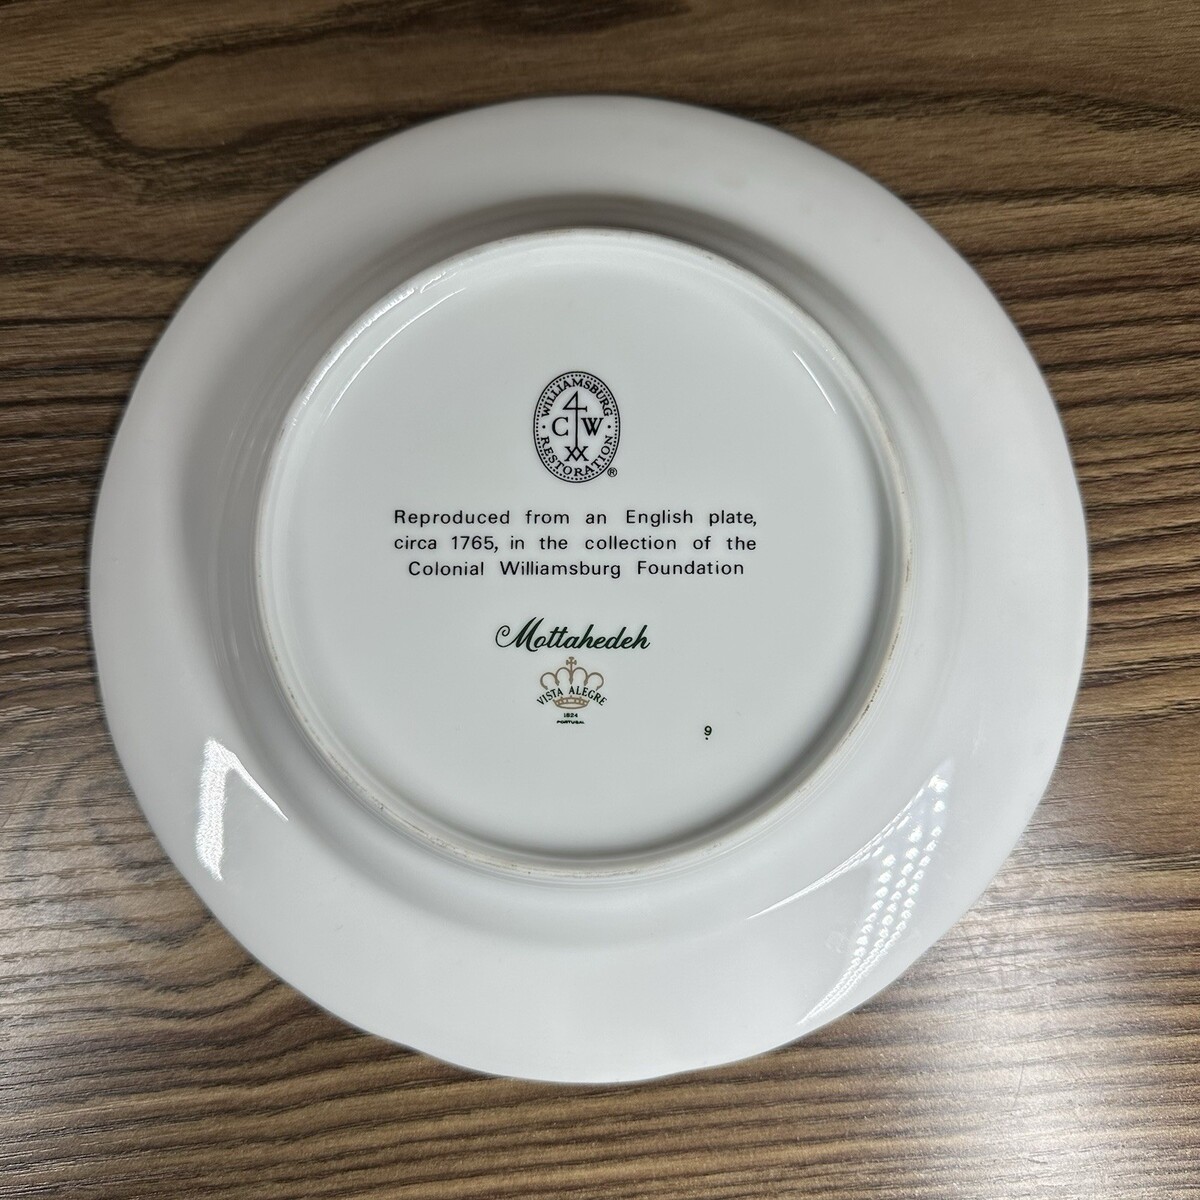 WILLIAMSBURG
4
C W
RESTORATION ®
Reproduced from an English plate,
circa 1765, in the collection of the
Colonial Williamsburg Foundation
Mottahedeh
VISTA ALEGRE
1824
PORTUGAL
9